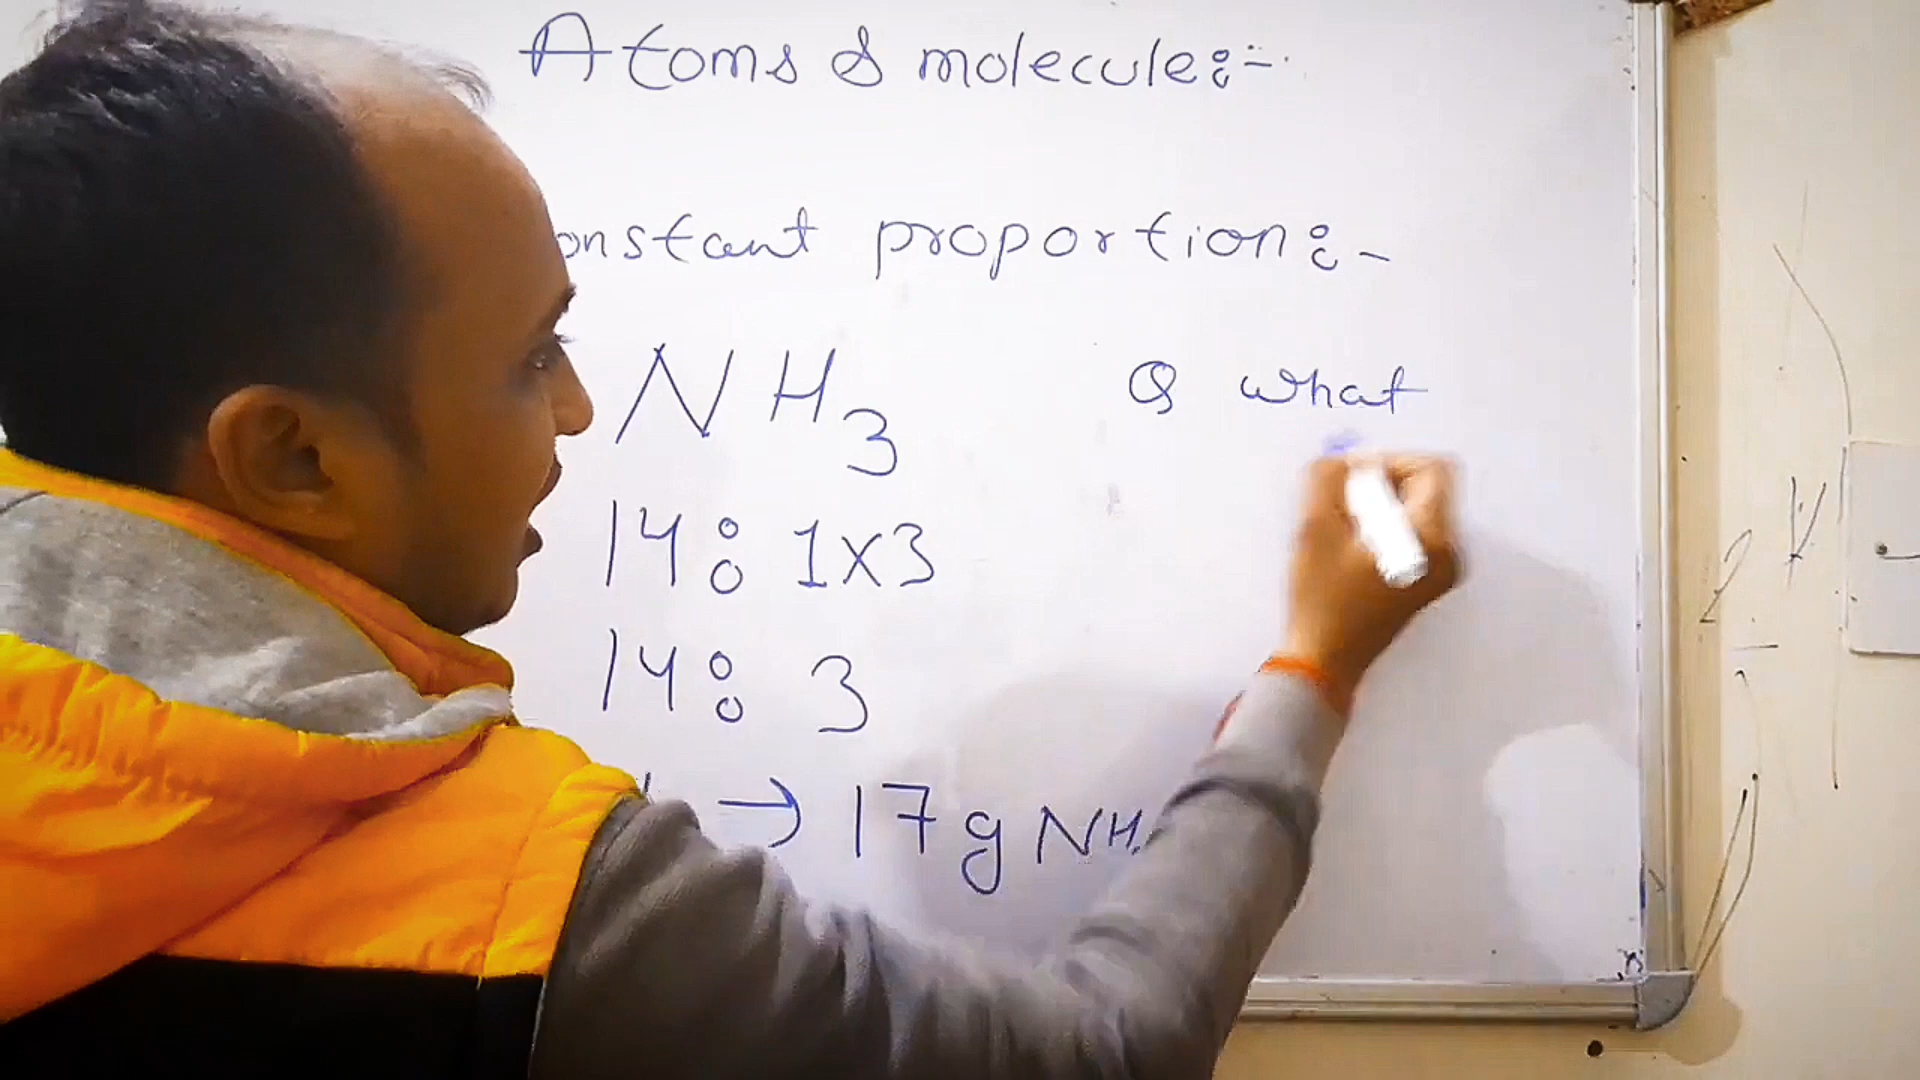 Atoms & molecule:-
onstant proportion:-
NH3
Q what
14: 1x3
14: 3
→ 17g NH